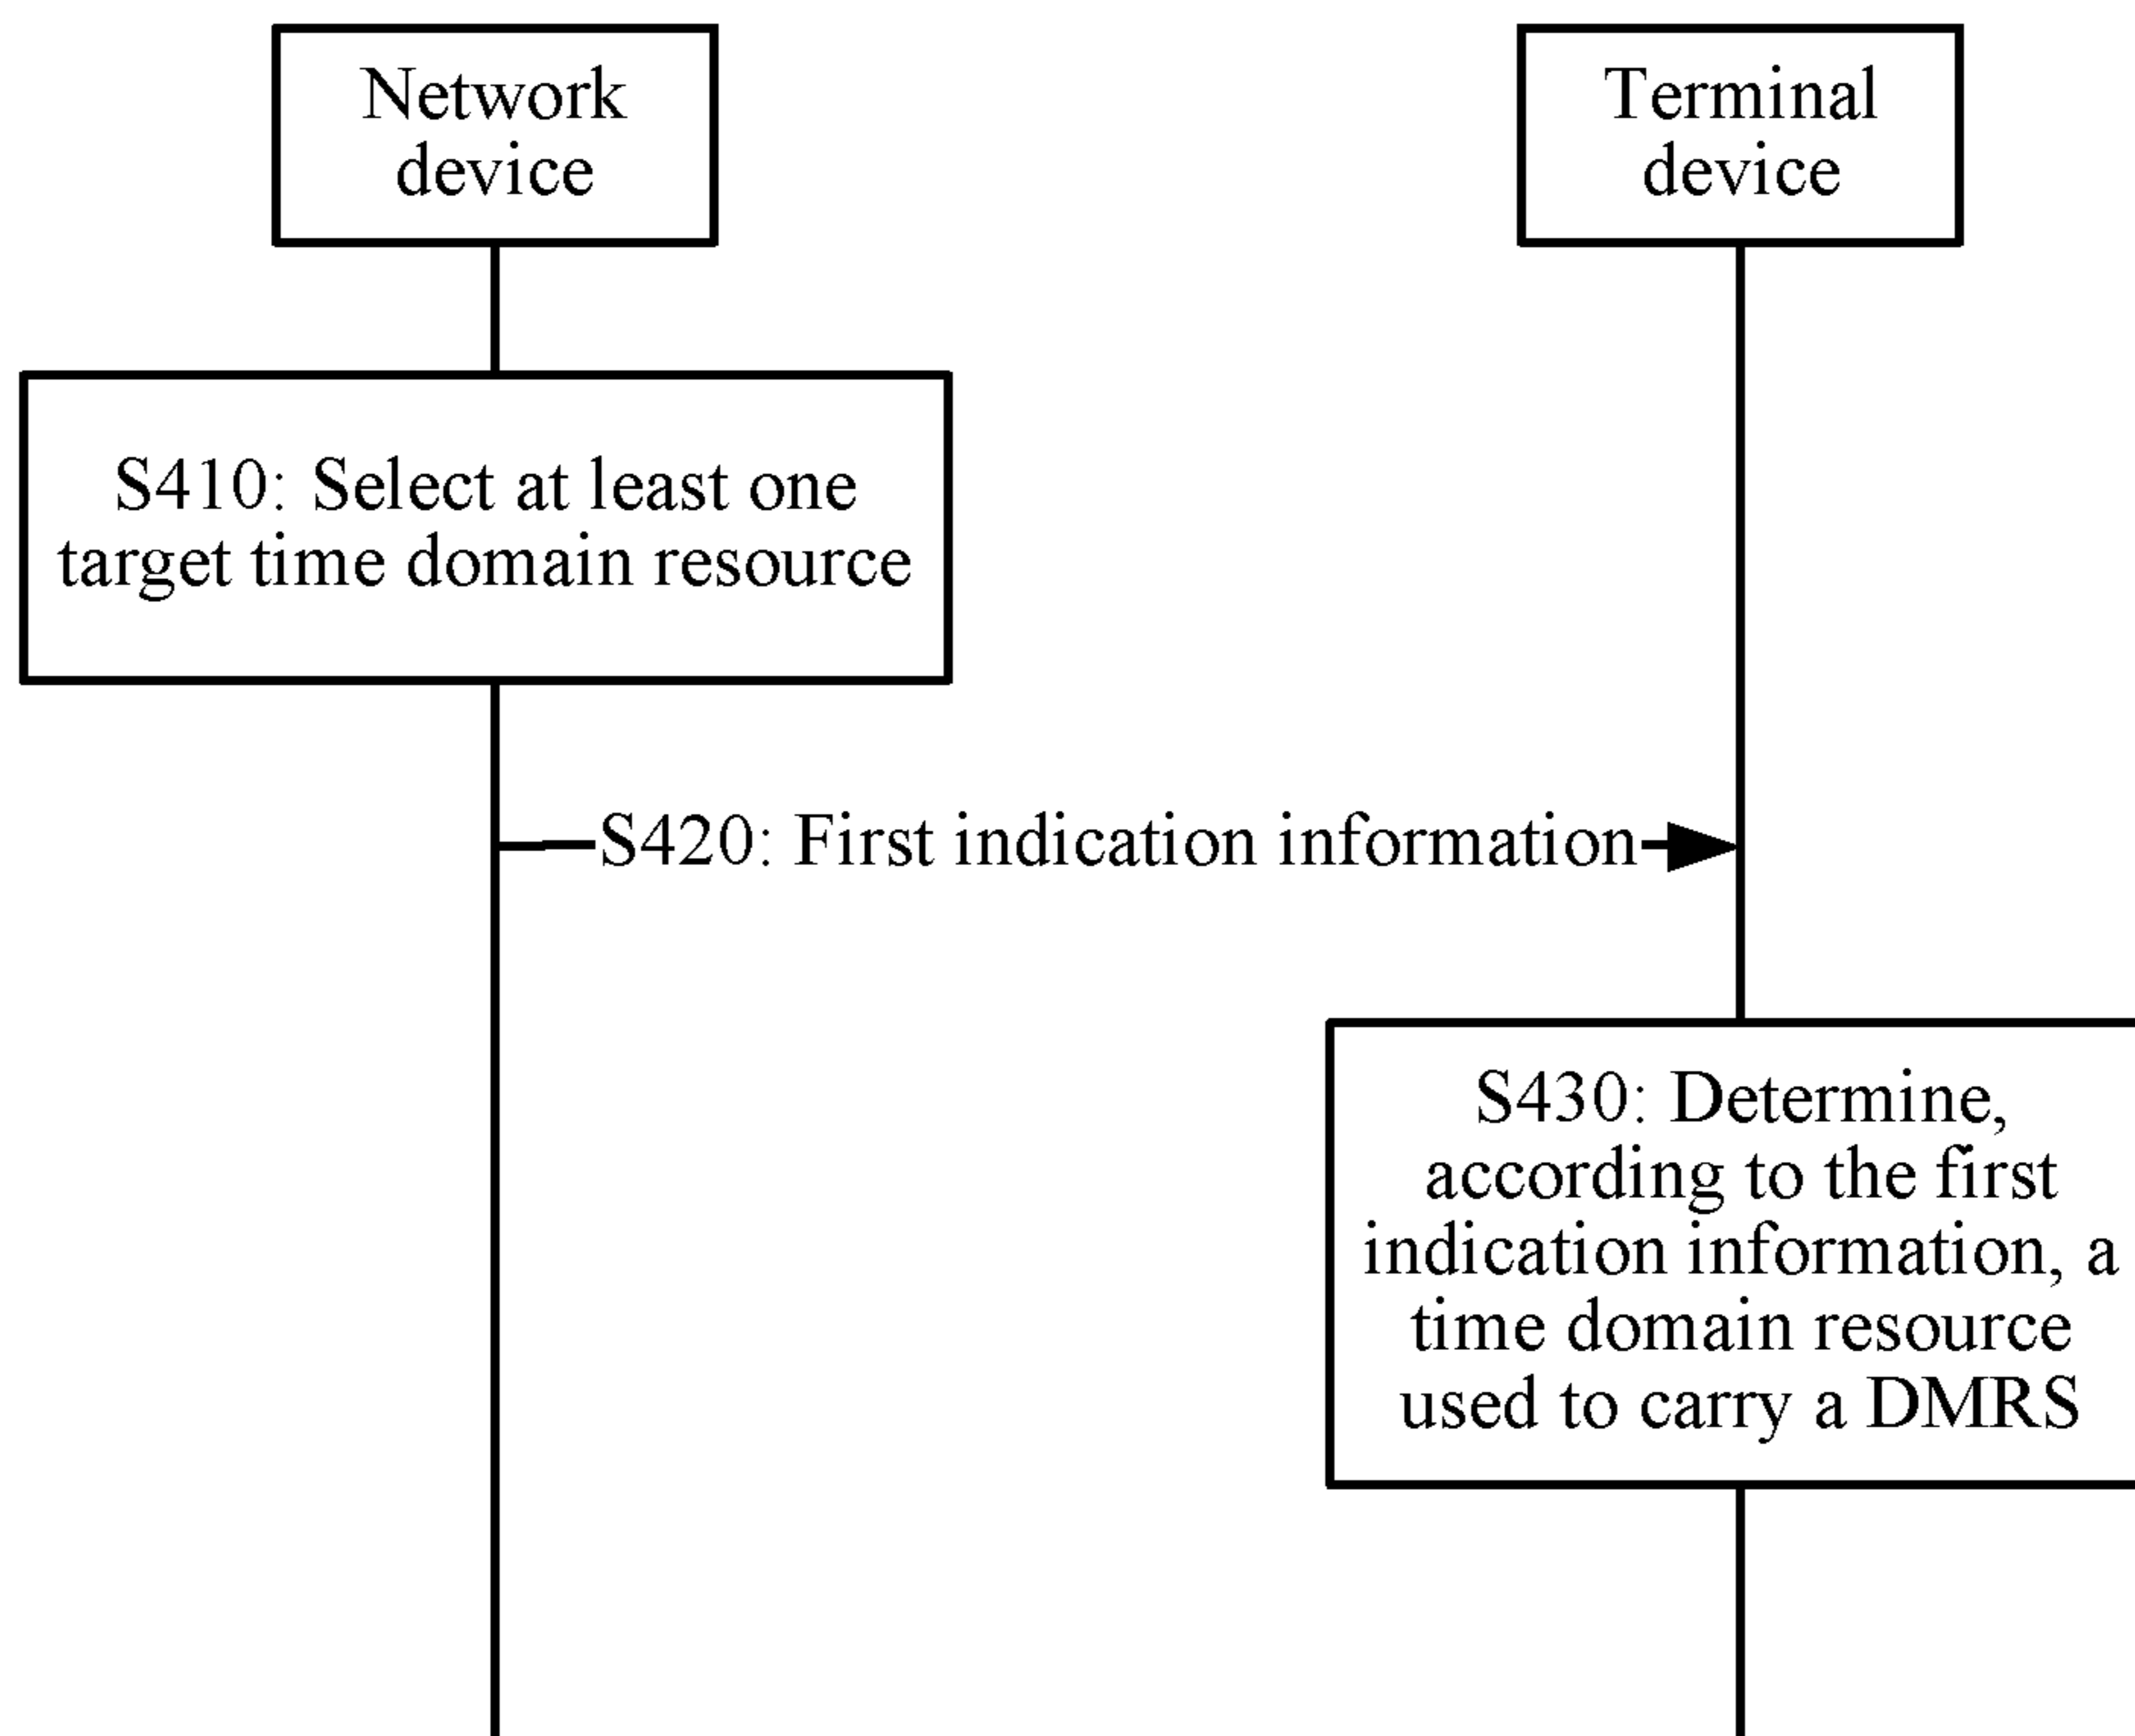 Network
device
Terminal
device
S410: Select at least one
target time domain resource
S420: First indication information
S430: Determine,
according to the first
indication information, a
time domain resource
used to carry a DMRS